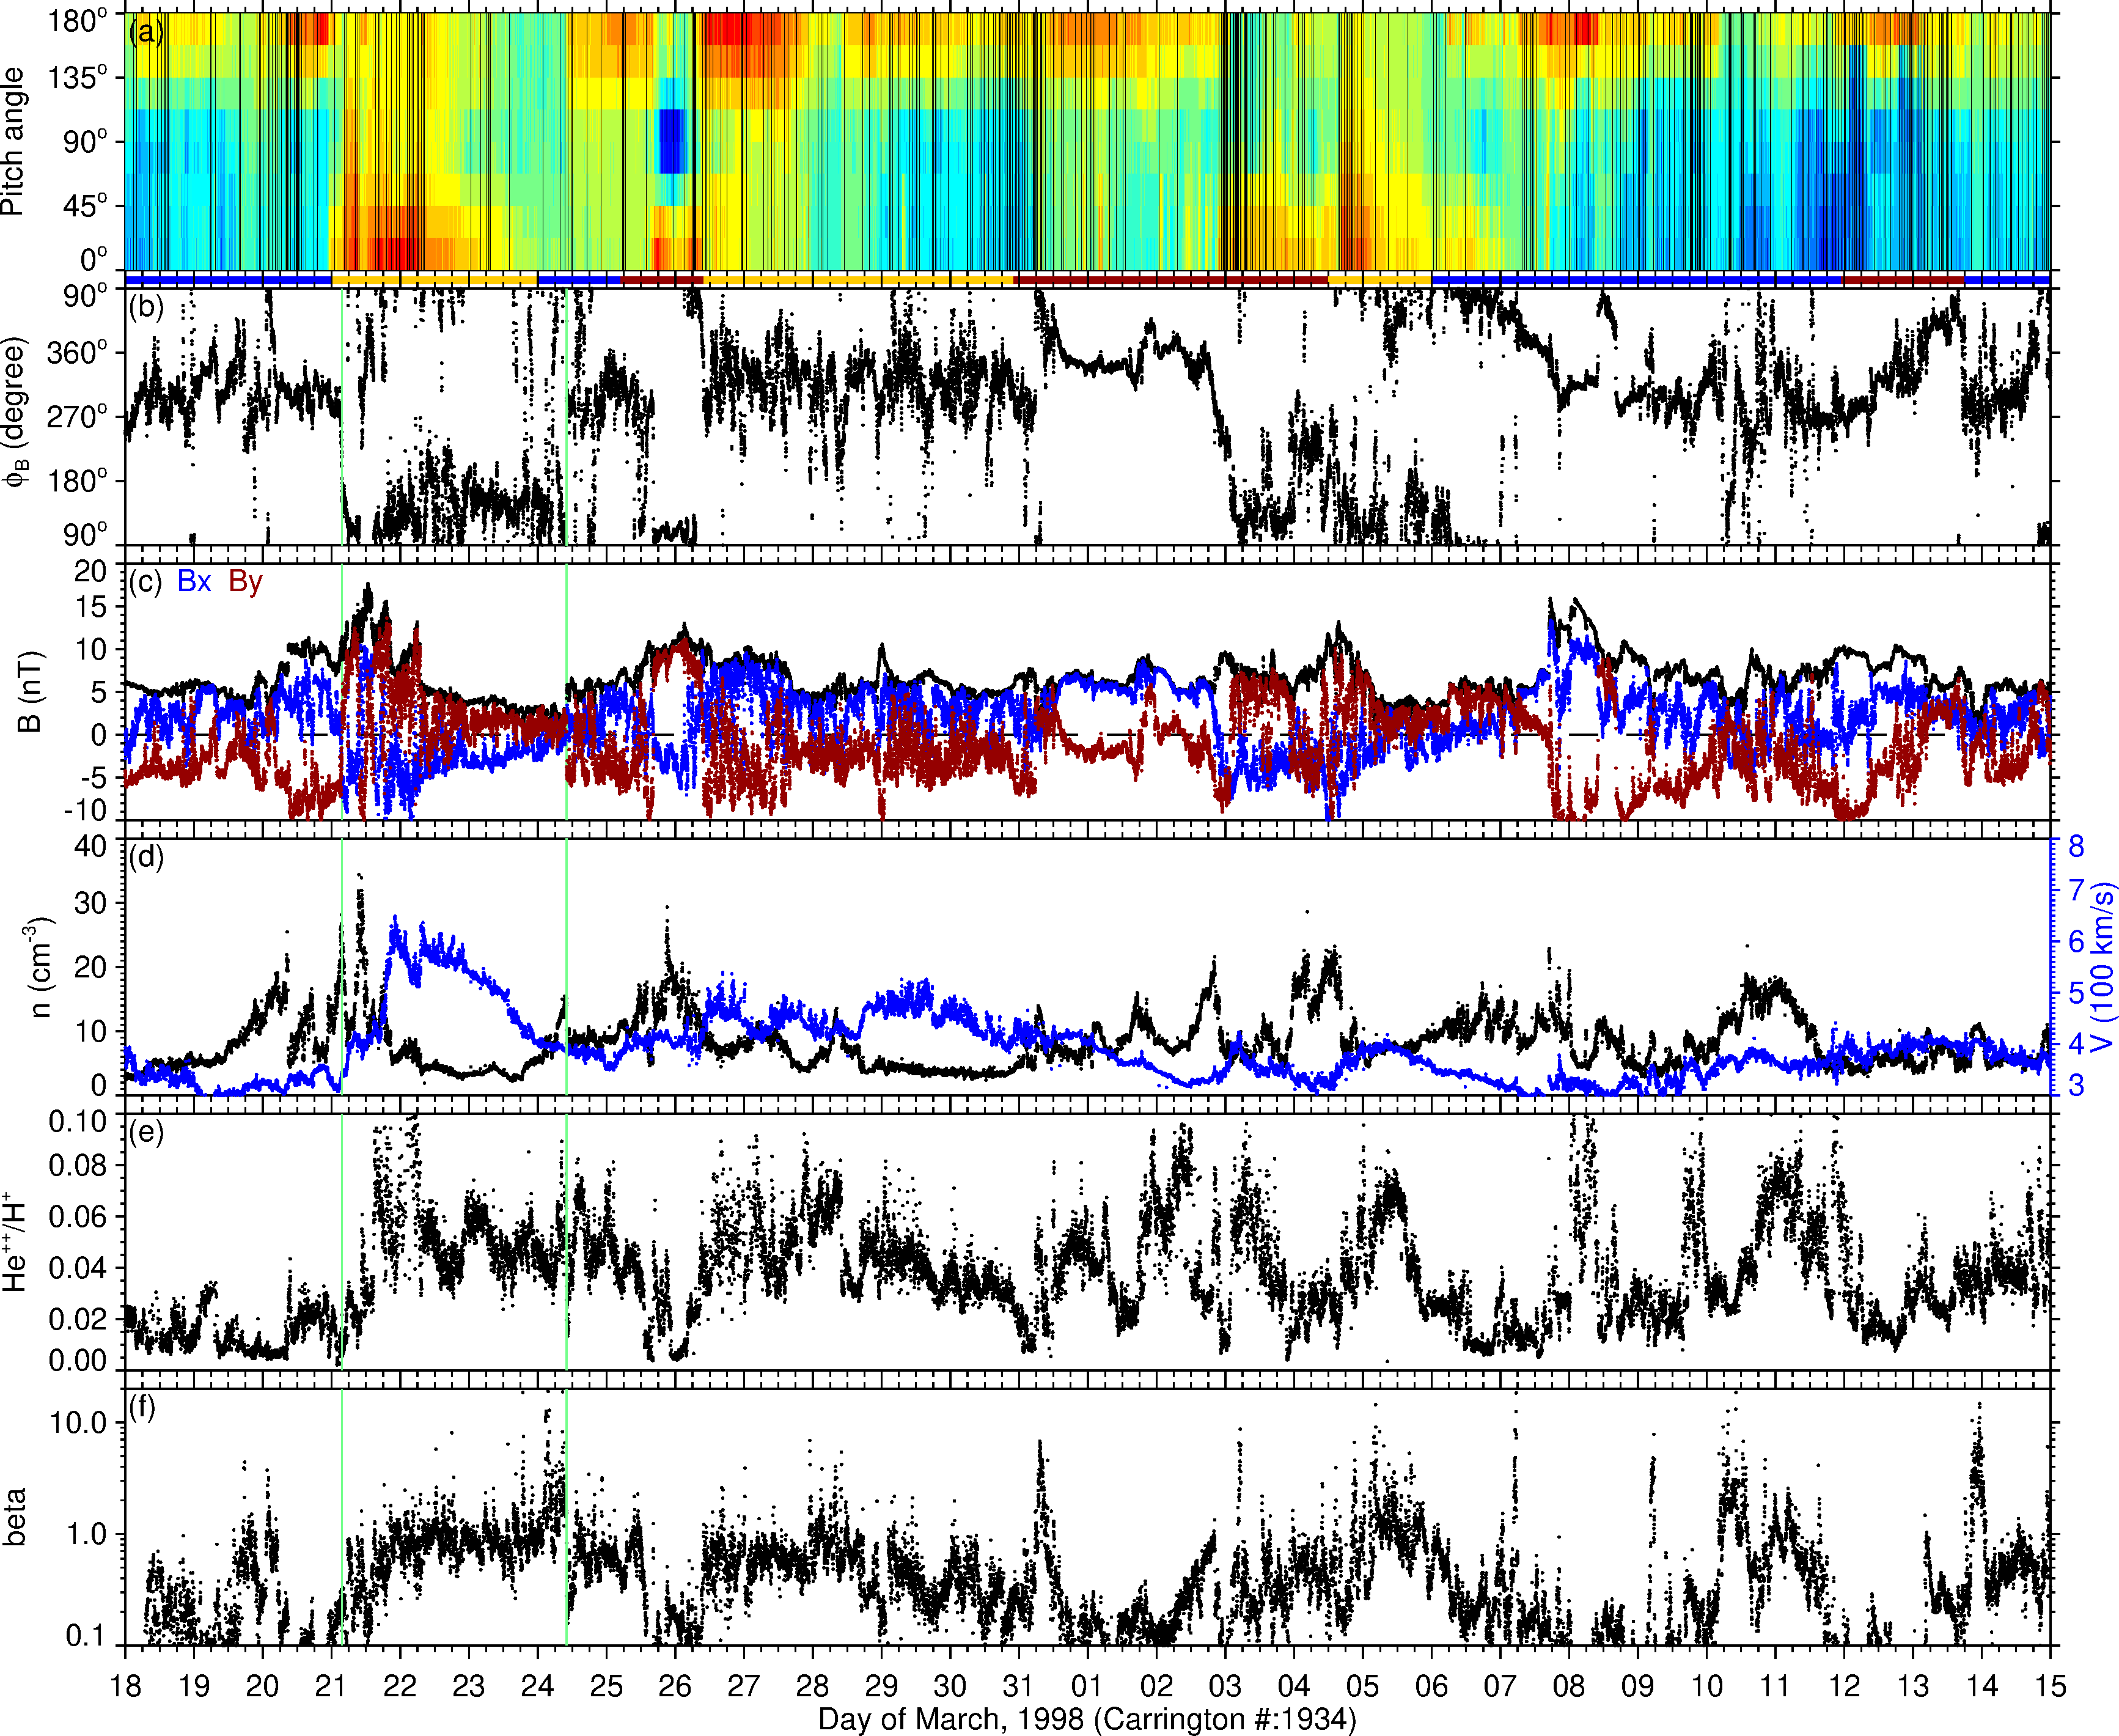 180°
135°
90°
45°
0°
Pitch angle
(a)
90°
360°
270°
180°
90°
ϕB (degree)
(b)
20
15
10
5
0
-5
-10
B (nT)
(c) Bx By
40
30
20
10
0
n (cm-3)
(d)
8
7
6
5
4
3
V (100 km/s)
0.10
0.08
0.06
0.04
0.02
0.00
He++/H+
(e)
10.0
1.0
0.1
beta
(f)
18 19 20 21 22 23 24 25 26 27 28 29 30 31 01 02 03 04 05 06 07 08 09 10 11 12 13 14 15
Day of March, 1998 (Carrington #:1934)